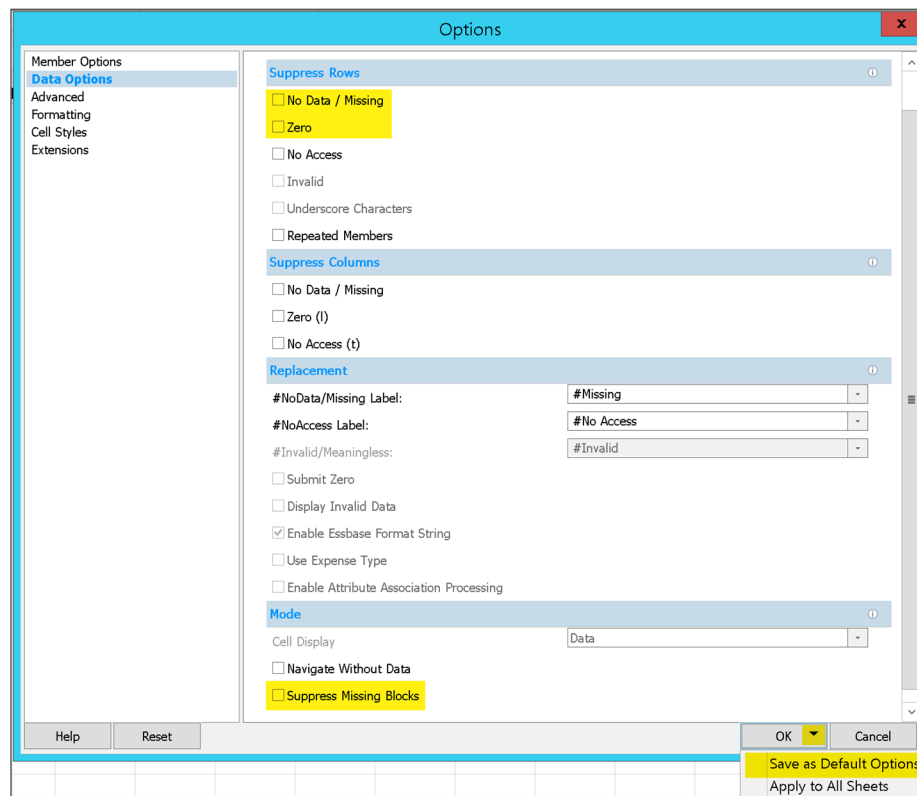 Options
x
Member Options
Data Options
Advanced
Formatting
Cell Styles
Extensions
Suppress Rows
No Data / Missing
Zero
No Access
Invalid
Underscore Characters
Repeated Members
Suppress Columns
No Data / Missing
Zero (l)
No Access (t)
Replacement
#NoData/Missing Label: #Missing
#NoAccess Label: #No Access
#Invalid/Meaningless: #Invalid
Submit Zero
Display Invalid Data
Enable Essbase Format String
Use Expense Type
Enable Attribute Association Processing
Mode
Cell Display Data
Navigate Without Data
Suppress Missing Blocks
Help Reset OK Cancel
Save as Default Options
Apply to All Sheets